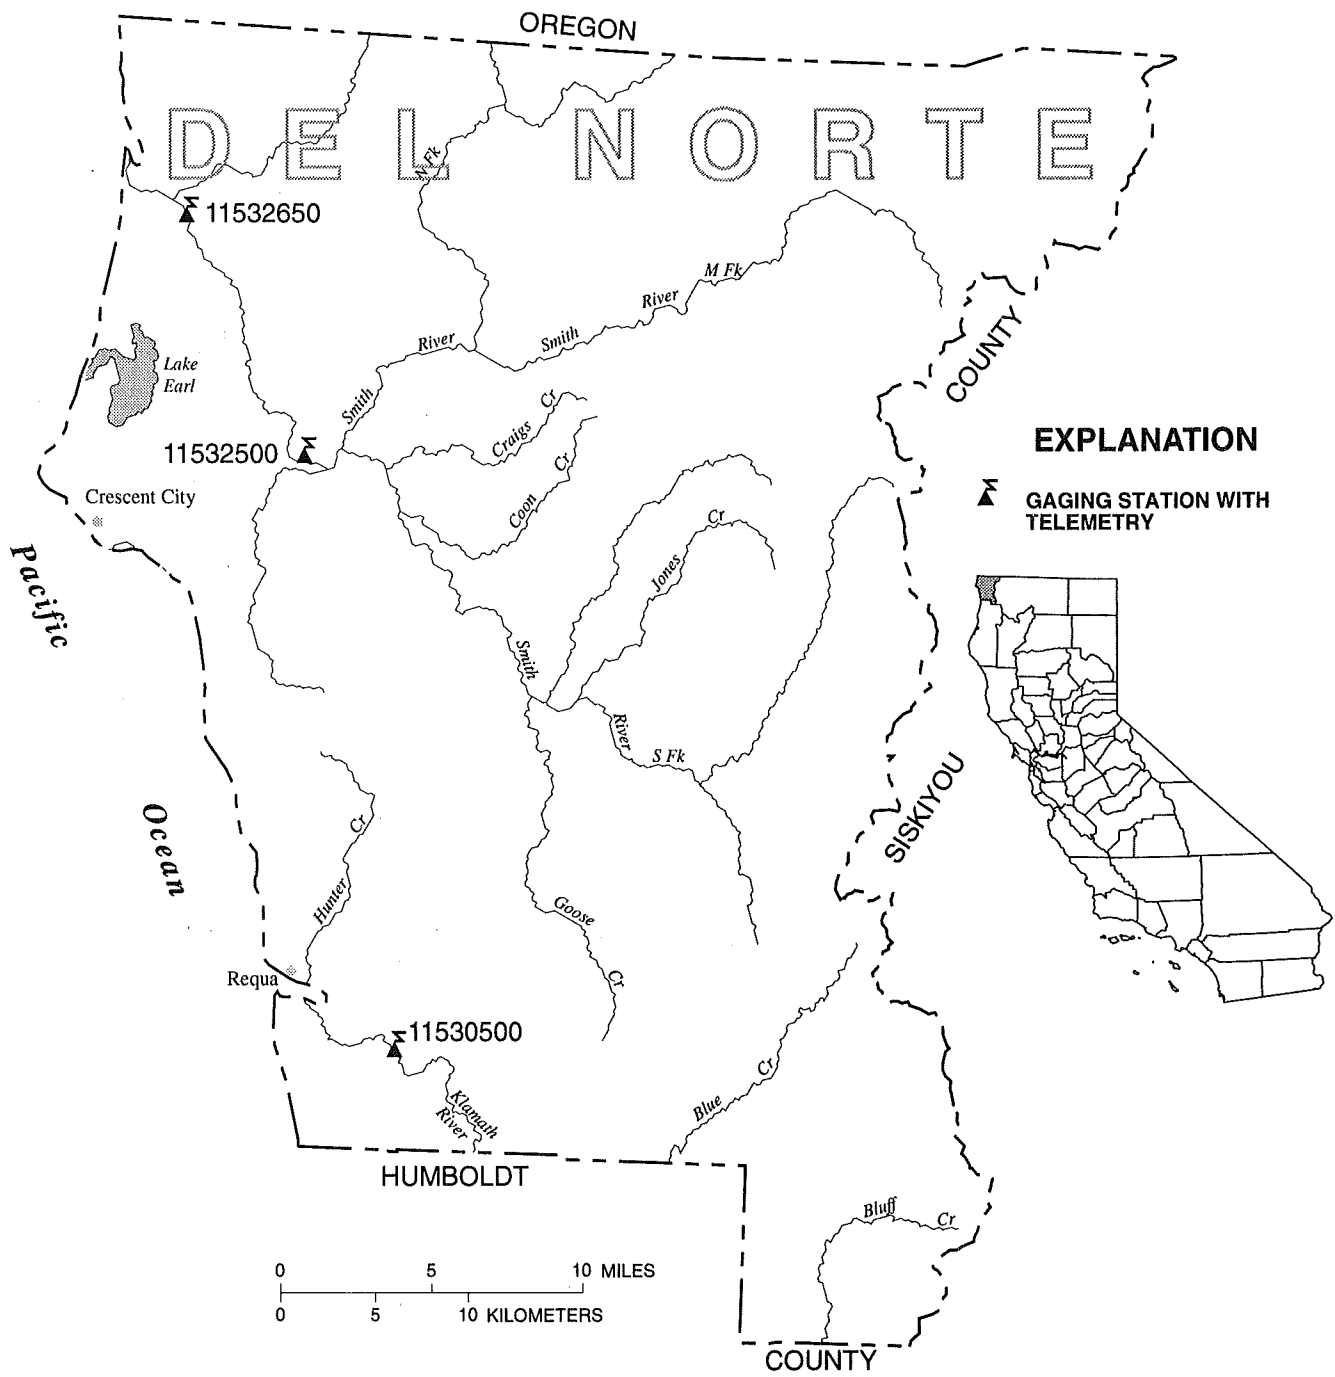 OREGON
DEL NORTE
N Fk
11532650
M Fk
River
Smith
River
Smith
Lake
Earl
COUNTY
Craigs Cr
Coon Cr
11532500
Crescent City
EXPLANATION
GAGING STATION WITH
TELEMETRY
Pacific
Ocean
Jones Cr
Smith
River
S Fk
SISKIYOU
Hunter Cr
Goose Cr
Requa
11530500
Klamath
River
Blue Cr
HUMBOLDT
Bluff Cr
0 5 10 MILES
0 5 10 KILOMETERS
COUNTY